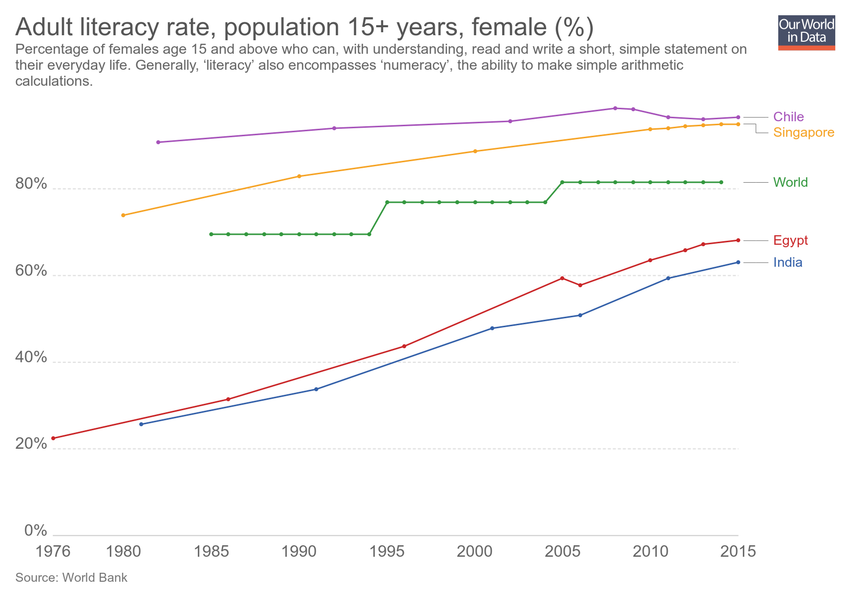 Adult literacy rate, population 15+ years, female (%)
Our World
in Data
Percentage of females age 15 and above who can, with understanding, read and write a short, simple statement on
their everyday life. Generally, ‘literacy’ also encompasses ‘numeracy’, the ability to make simple arithmetic
calculations.
Chile
Singapore
80%
World
Egypt
60%
India
40%
20%
0%
1976 1980 1985 1990 1995 2000 2005 2010 2015
Source: World Bank